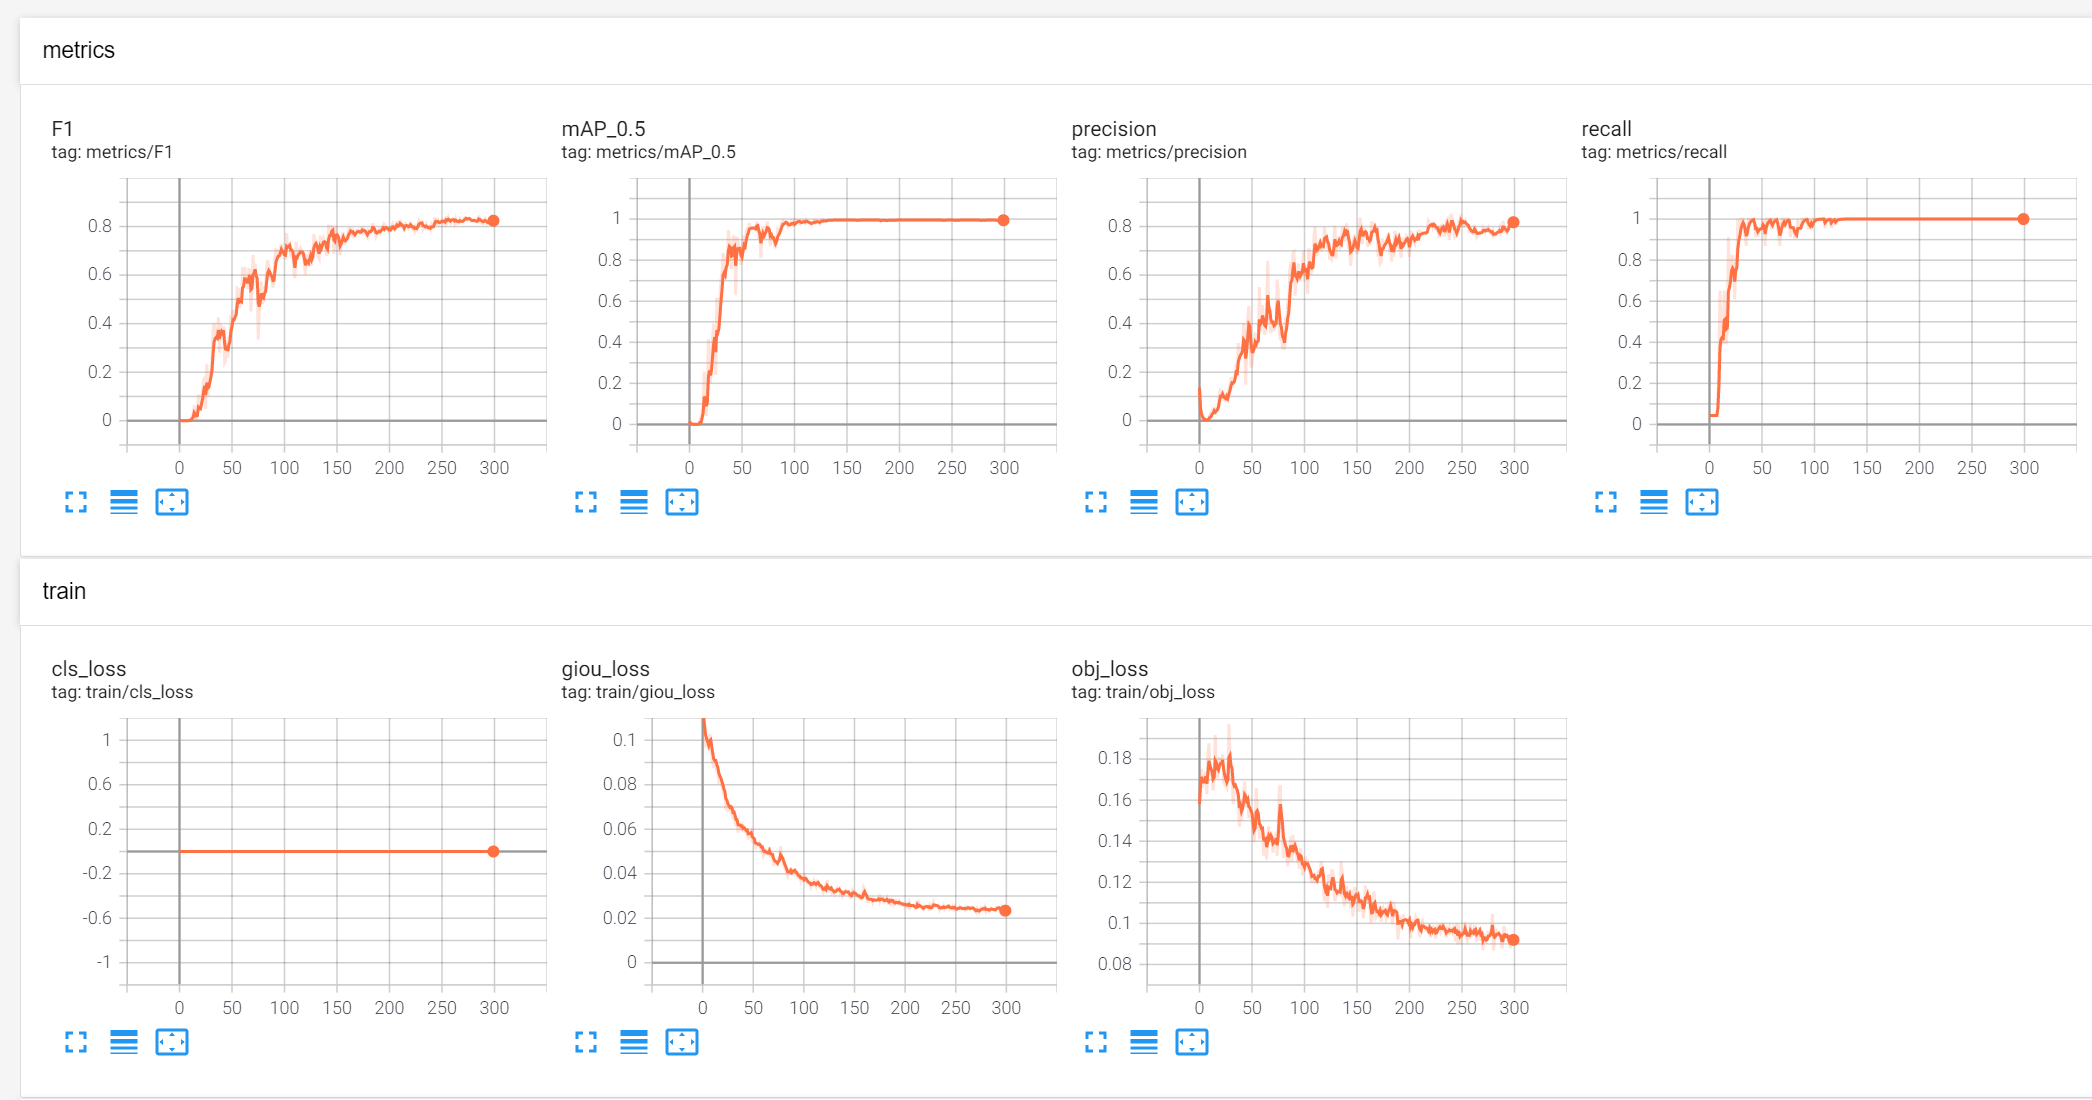 metrics
F1
tag: metrics/F1
0.8
0.6
0.4
0.2
0
0 50 100 150 200 250 300
mAP_0.5
tag: metrics/mAP_0.5
1
0.8
0.6
0.4
0.2
0
0 50 100 150 200 250 300
precision
tag: metrics/precision
0.8
0.6
0.4
0.2
0
0 50 100 150 200 250 300
recall
tag: metrics/recall
1
0.8
0.6
0.4
0.2
0
0 50 100 150 200 250 300
train
cls_loss
tag: train/cls_loss
1
0.6
0.2
-0.2
-0.6
-1
0 50 100 150 200 250 300
giou_loss
tag: train/giou_loss
0.1
0.08
0.06
0.04
0.02
0
0 50 100 150 200 250 300
obj_loss
tag: train/obj_loss
0.18
0.16
0.14
0.12
0.1
0.08
0 50 100 150 200 250 300